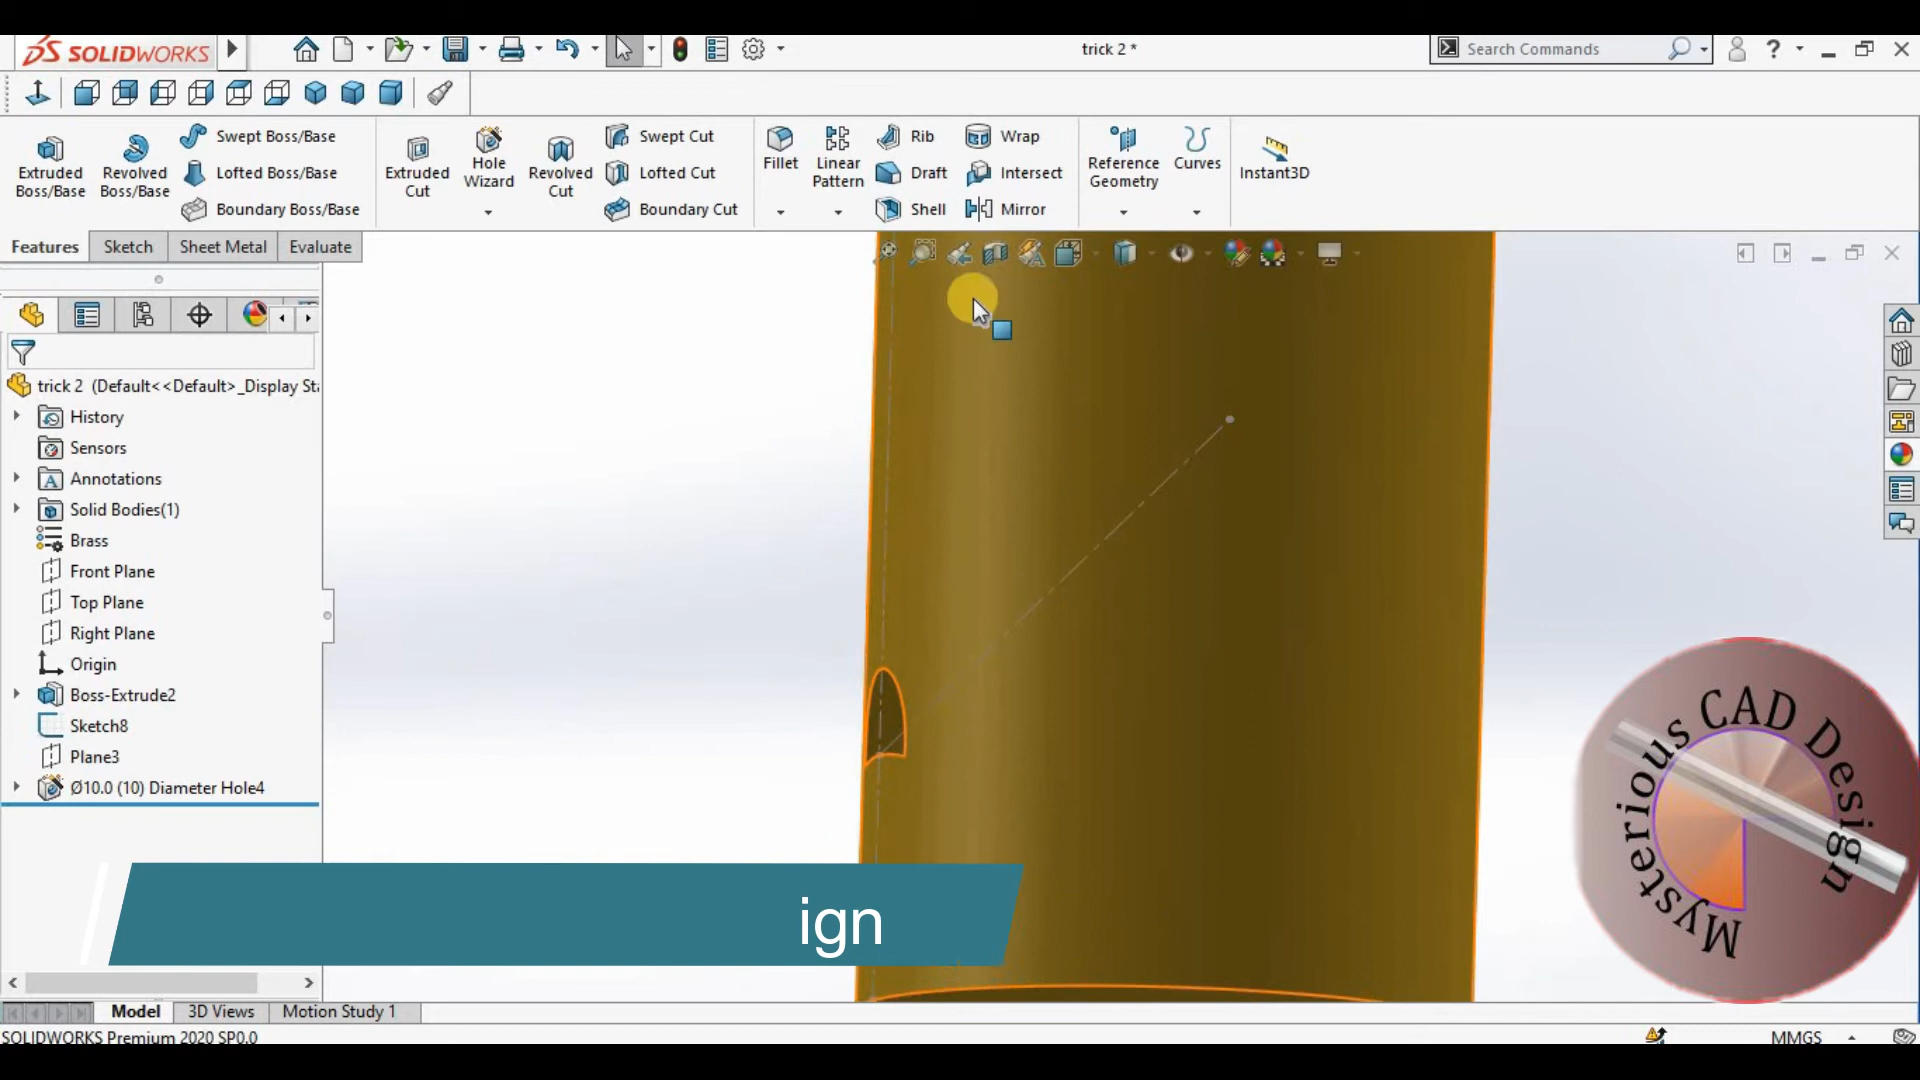 SOLIDWORKS
trick 2 *
Search Commands
?
Extruded Boss/Base
Revolved Boss/Base
Swept Boss/Base
Lofted Boss/Base
Boundary Boss/Base
Extruded Cut
Hole Wizard
Revolved Cut
Swept Cut
Lofted Cut
Boundary Cut
Fillet
Linear Pattern
Rib
Draft
Shell
Wrap
Intersect
Mirror
Reference Geometry
Curves
Instant3D
Features
Sketch
Sheet Metal
Evaluate
trick 2 (Default<<Default>_Display Sta
History
Sensors
Annotations
Solid Bodies(1)
Brass
Front Plane
Top Plane
Right Plane
Origin
Boss-Extrude2
Sketch8
Plane3
Ø10.0 (10) Diameter Hole4
ign
Mysterious CAD Design
Model
3D Views
Motion Study 1
SOLIDWORKS Premium 2020 SP0.0
MMGS